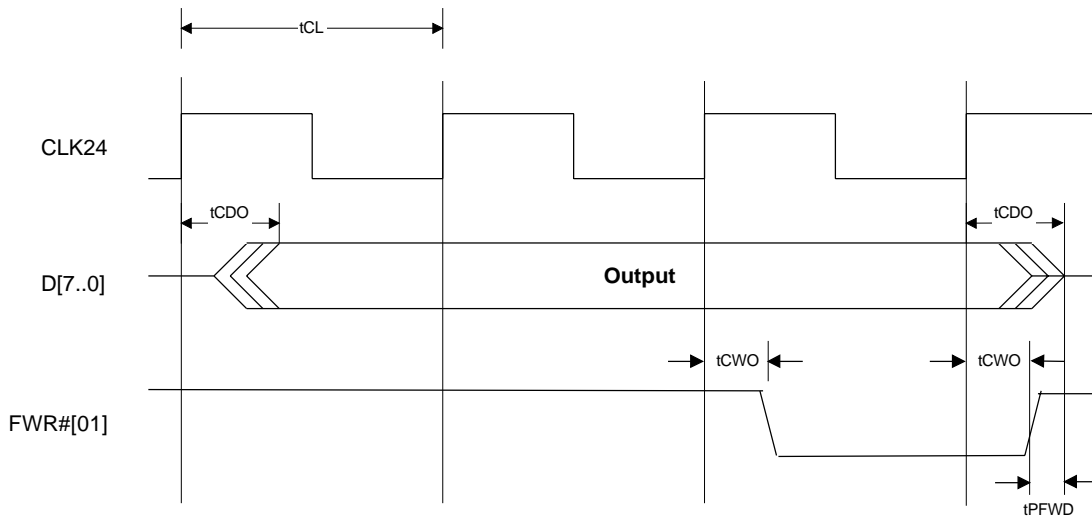 tCL
CLK24
tCDO tCDO
D[7..0] Output
tCWO tCWO
FWR#[01]
tPFWD